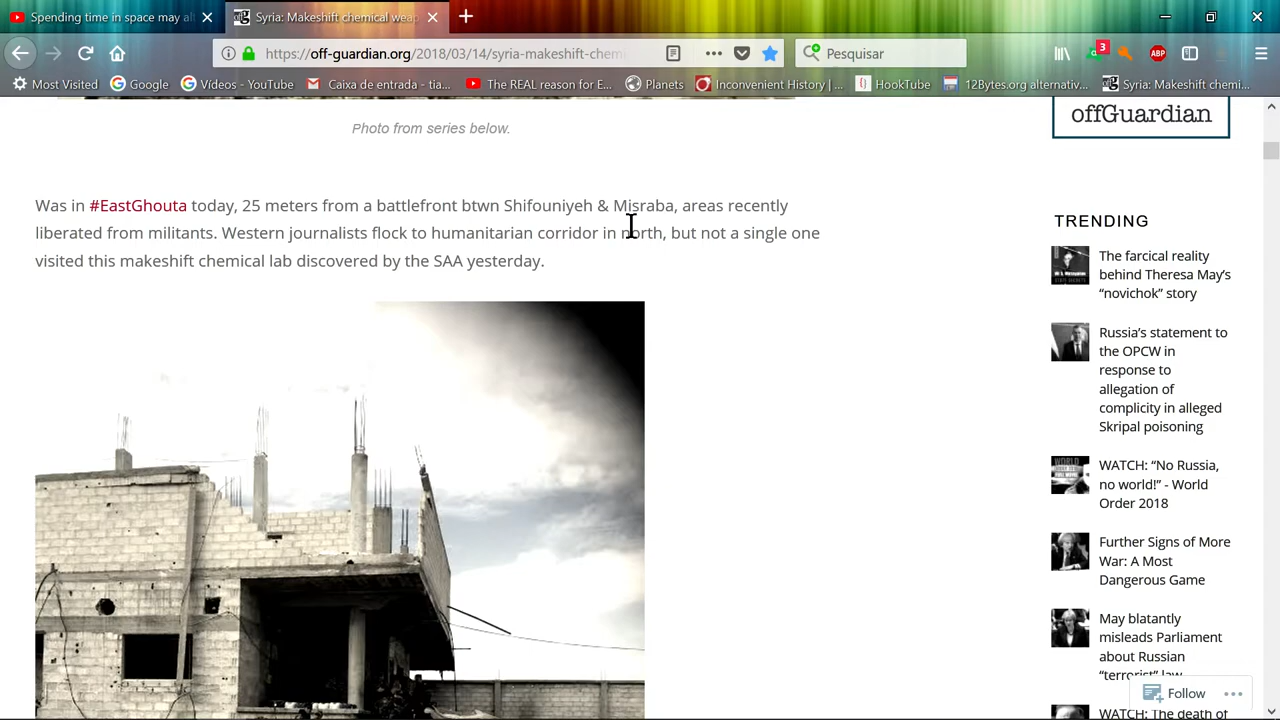 Spending time in space may al
Syria: Makeshift chemical weap
https://off-guardian.org/2018/03/14/syria-makeshift-chemi
Pesquisar
3
ABP
Most Visited
Google
Vídeos - YouTube
Caixa de entrada - tia...
The REAL reason for E...
Planets
Inconvenient History | ...
HookTube
12Bytes.org alternativ...
Syria: Makeshift chemi...
Photo from series below.
Was in #EastGhouta today, 25 meters from a battlefront btwn Shifouniyeh & Misraba, areas recently
liberated from militants. Western journalists flock to humanitarian corridor in north, but not a single one
visited this makeshift chemical lab discovered by the SAA yesterday.
offGuardian
TRENDING
The farcical reality
behind Theresa May's
“novichok” story
Russia's statement to
the OPCW in
response to
allegation of
complicity in alleged
Skripal poisoning
WATCH: “No Russia,
no world!” - World
Order 2018
Further Signs of More
War: A Most
Dangerous Game
May blatantly
misleads Parliament
about Russian
“terrorist” law
WATCH: The death of
Follow